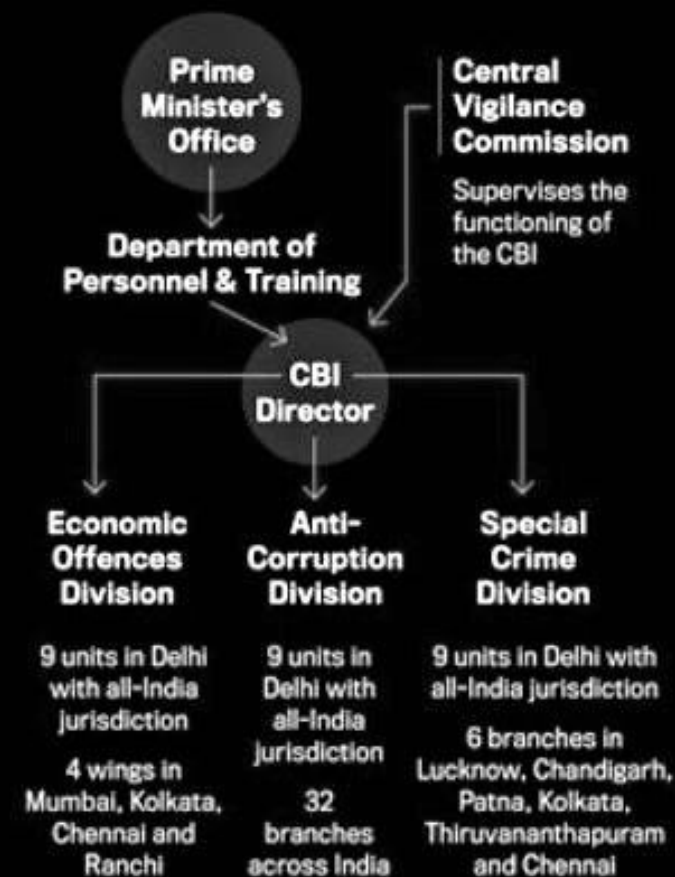 Prime
Minister's
Office
Central
Vigilance
Commission
Supervises the
functioning of
the CBI
Department of
Personnel & Training
CBI
Director
Economic
Offences
Division
9 units in Delhi
with all-India
jurisdiction
4 wings in
Mumbai, Kolkata,
Chennai and
Ranchi
Anti-
Corruption
Division
9 units in
Delhi with
all-India
jurisdiction
32
branches
across India
Special
Crime
Division
9 units in Delhi with
all-India jurisdiction
6 branches in
Lucknow, Chandigarh,
Patna, Kolkata,
Thiruvananthapuram
and Chennai